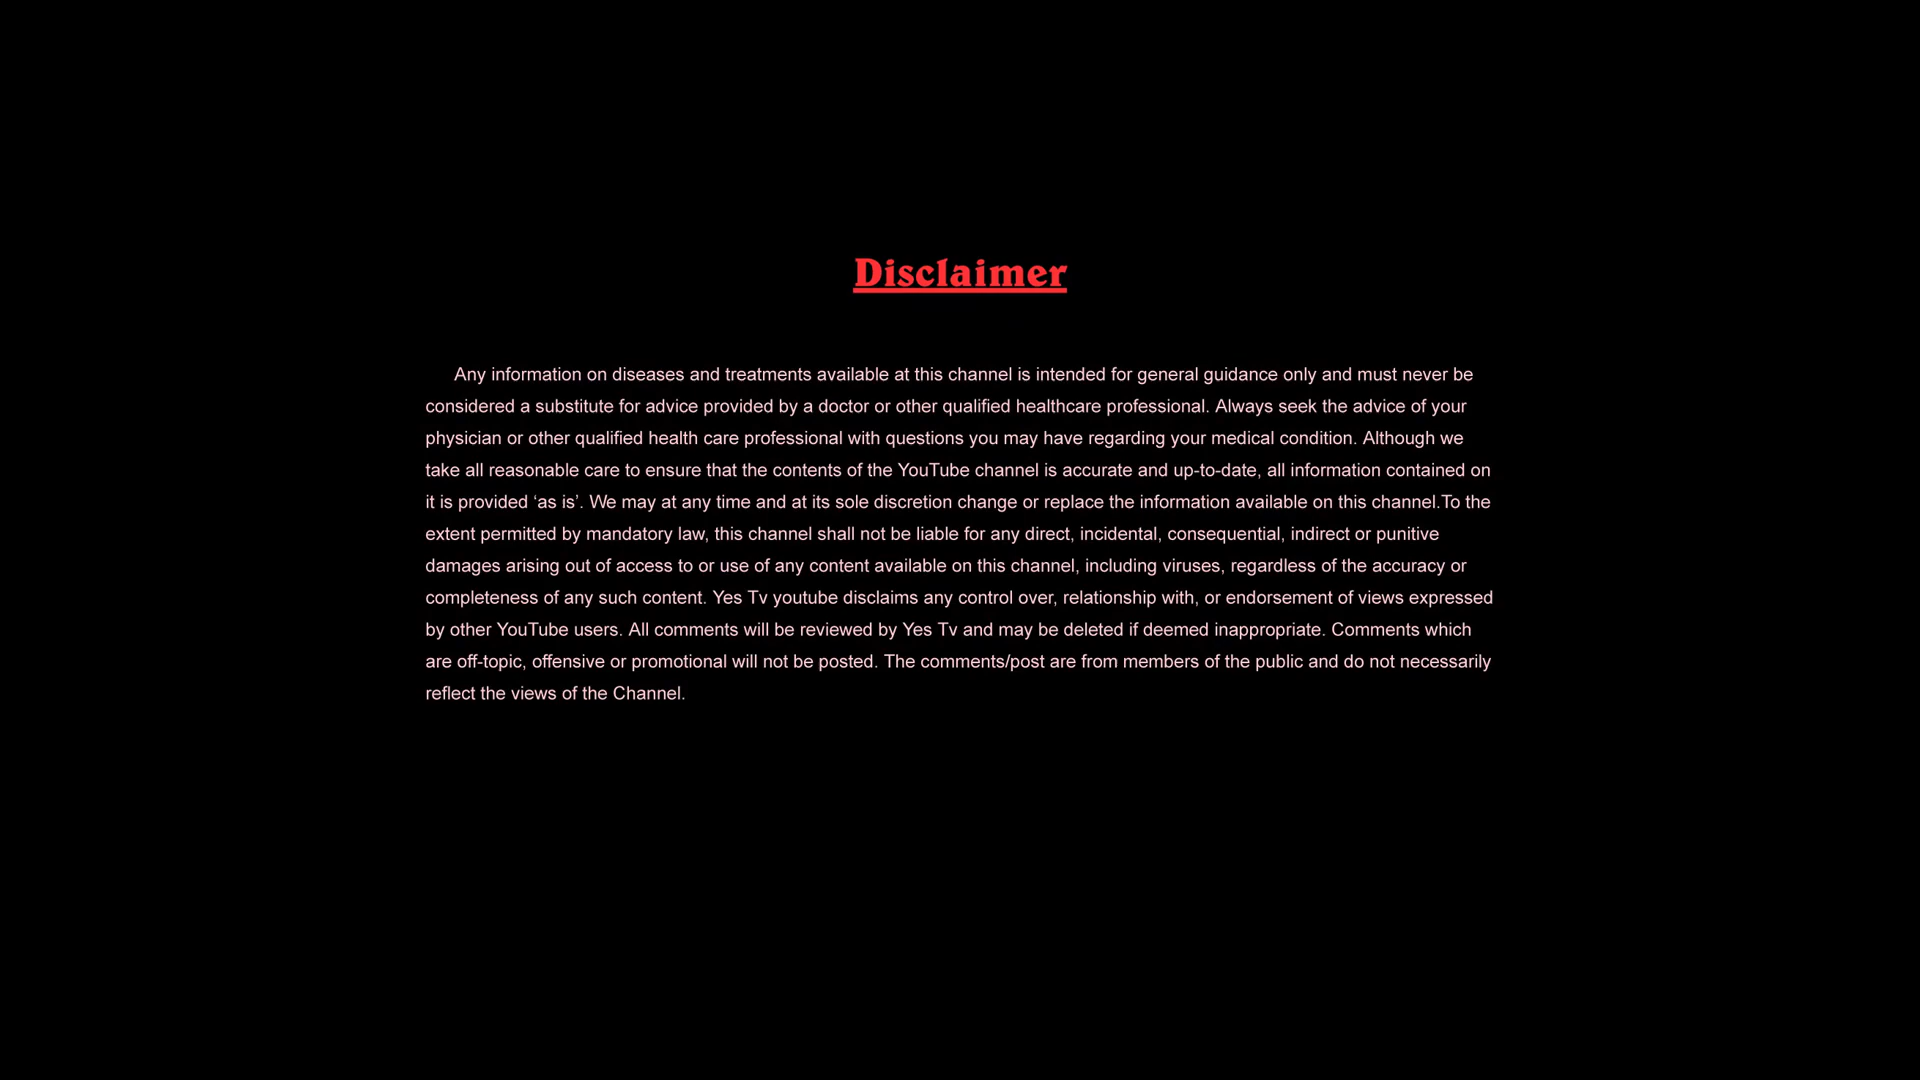 Disclaimer
Any information on diseases and treatments available at this channel is intended for general guidance only and must never be
considered a substitute for advice provided by a doctor or other qualified healthcare professional. Always seek the advice of your
physician or other qualified health care professional with questions you may have regarding your medical condition. Although we
take all reasonable care to ensure that the contents of the YouTube channel is accurate and up-to-date, all information contained on
it is provided ‘as is’. We may at any time and at its sole discretion change or replace the information available on this channel.To the
extent permitted by mandatory law, this channel shall not be liable for any direct, incidental, consequential, indirect or punitive
damages arising out of access to or use of any content available on this channel, including viruses, regardless of the accuracy or
completeness of any such content. Yes Tv youtube disclaims any control over, relationship with, or endorsement of views expressed
by other YouTube users. All comments will be reviewed by Yes Tv and may be deleted if deemed inappropriate. Comments which
are off-topic, offensive or promotional will not be posted. The comments/post are from members of the public and do not necessarily
reflect the views of the Channel.